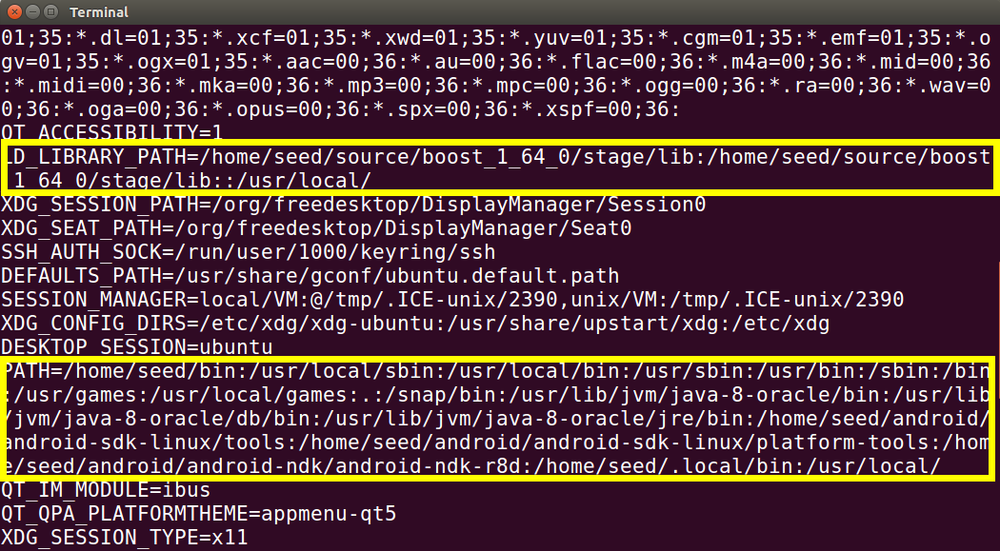 Terminal
01;35:*.dl=01;35:*.xcf=01;35:*.xwd=01;35:*.yuv=01;35:*.cgm=01;35:*.emf=01;35:*.o
gv=01;35:*.ogx=01;35:*.aac=00;36:*.au=00;36:*.flac=00;36:*.m4a=00;36:*.mid=00;36
:*.midi=00;36:*.mka=00;36:*.mp3=00;36:*.mpc=00;36:*.ogg=00;36:*.ra=00;36:*.wav=0
0;36:*.oga=00;36:*.opus=00;36:*.spx=00;36:*.xspf=00;36:
QT_ACCESSIBILITY=1
LD_LIBRARY_PATH=/home/seed/source/boost_1_64_0/stage/lib:/home/seed/source/boost
_1_64_0/stage/lib::/usr/local/
XDG_SESSION_PATH=/org/freedesktop/DisplayManager/Session0
XDG_SEAT_PATH=/org/freedesktop/DisplayManager/Seat0
SSH_AUTH_SOCK=/run/user/1000/keyring/ssh
DEFAULTS_PATH=/usr/share/gconf/ubuntu.default.path
SESSION_MANAGER=local/VM:@/tmp/.ICE-unix/2390,unix/VM:/tmp/.ICE-unix/2390
XDG_CONFIG_DIRS=/etc/xdg/xdg-ubuntu:/usr/share/upstart/xdg:/etc/xdg
DESKTOP_SESSION=ubuntu
PATH=/home/seed/bin:/usr/local/sbin:/usr/local/bin:/usr/sbin:/usr/bin:/sbin:/bin
:/usr/games:/usr/local/games:.:/snap/bin:/usr/lib/jvm/java-8-oracle/bin:/usr/lib
/jvm/java-8-oracle/db/bin:/usr/lib/jvm/java-8-oracle/jre/bin:/home/seed/android/
android-sdk-linux/tools:/home/seed/android/android-sdk-linux/platform-tools:/hom
e/seed/android/android-ndk/android-ndk-r8d:/home/seed/.local/bin:/usr/local/
QT_IM_MODULE=ibus
QT_QPA_PLATFORMTHEME=appmenu-qt5
XDG_SESSION_TYPE=x11